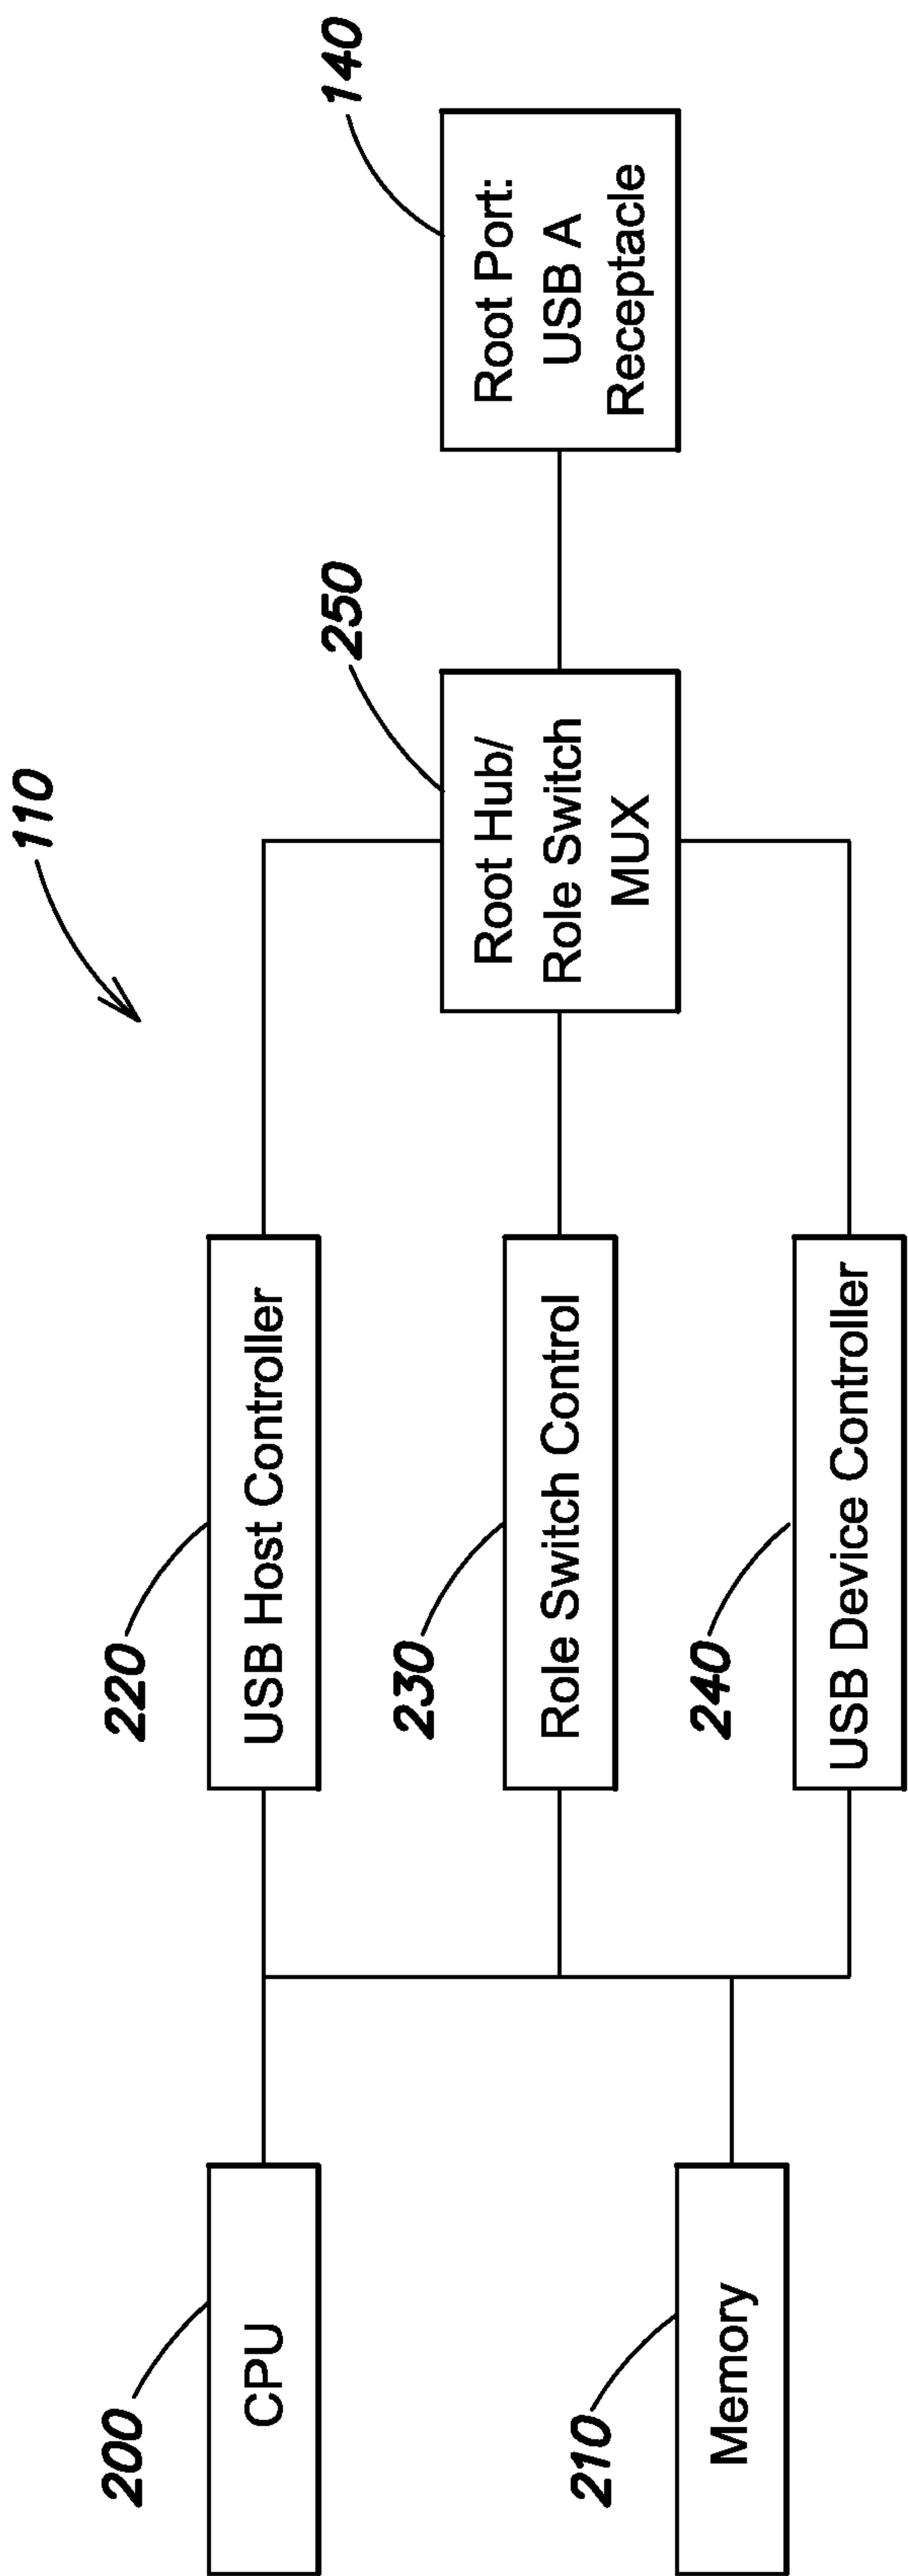 110
200
CPU
210
Memory
220
USB Host Controller
230
Role Switch Control
240
USB Device Controller
250
Root Hub/
Role Switch
MUX
140
Root Port:
USB A
Receptacle